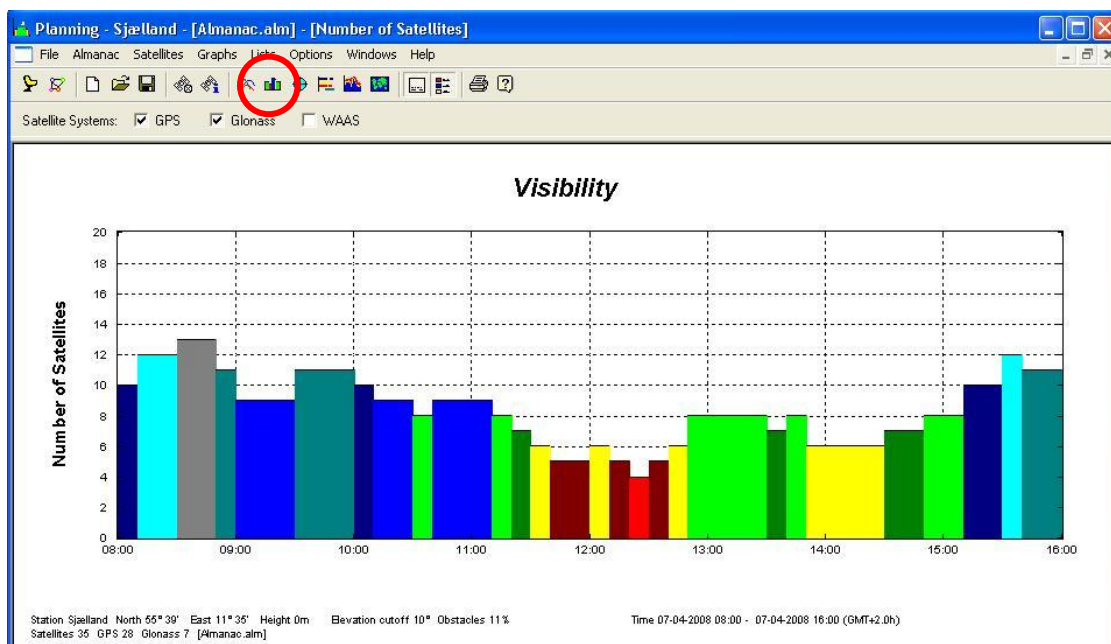 Planning - Sjælland - [Almanac.alm] - [Number of Satellites]
File Almanac Satellites Graphs Lists Options Windows Help
Satellite Systems: GPS Glonass WAAS
Visibility
Number of Satellites
20
18
16
14
12
10
8
6
4
2
0
08:00 09:00 10:00 11:00 12:00 13:00 14:00 15:00 16:00
Station Sjælland North 55° 39' East 11° 35' Height 0m Elevation cutoff 10° Obstacles 11% Time 07-04-2008 08:00 - 07-04-2008 16:00 (GMT+2.0h)
Satellites 35 GPS 28 Glonass 7 [Almanac.alm]